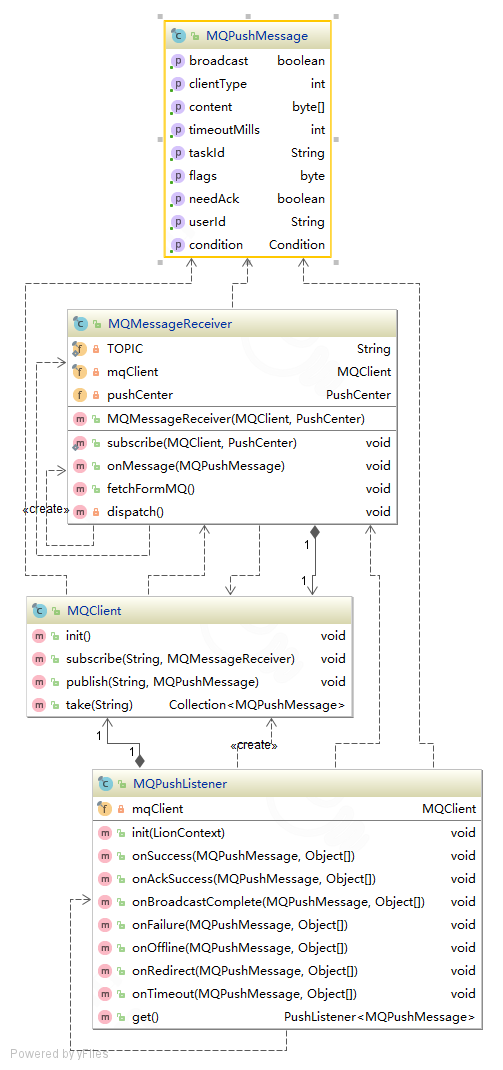 MQPushMessage
broadcast boolean
clientType int
content byte[]
timeoutMills int
taskId String
flags byte
needAck boolean
userId String
condition Condition
MQMessageReceiver
TOPIC String
mqClient MQClient
pushCenter PushCenter
MQMessageReceiver(MQClient, PushCenter)
subscribe(MQClient, PushCenter) void
onMessage(MQPushMessage) void
fetchFormMQ() void
dispatch() void
«create»
1
1
MQClient
init() void
subscribe(String, MQMessageReceiver) void
publish(String, MQPushMessage) void
take(String) Collection<MQPushMessage>
1
1
«create»
MQPushListener
mqClient MQClient
init(LionContext) void
onSuccess(MQPushMessage, Object[]) void
onAckSuccess(MQPushMessage, Object[]) void
onBroadcastComplete(MQPushMessage, Object[]) void
onFailure(MQPushMessage, Object[]) void
onOffline(MQPushMessage, Object[]) void
onRedirect(MQPushMessage, Object[]) void
onTimeout(MQPushMessage, Object[]) void
get() PushListener<MQPushMessage>
Powered by yFiles